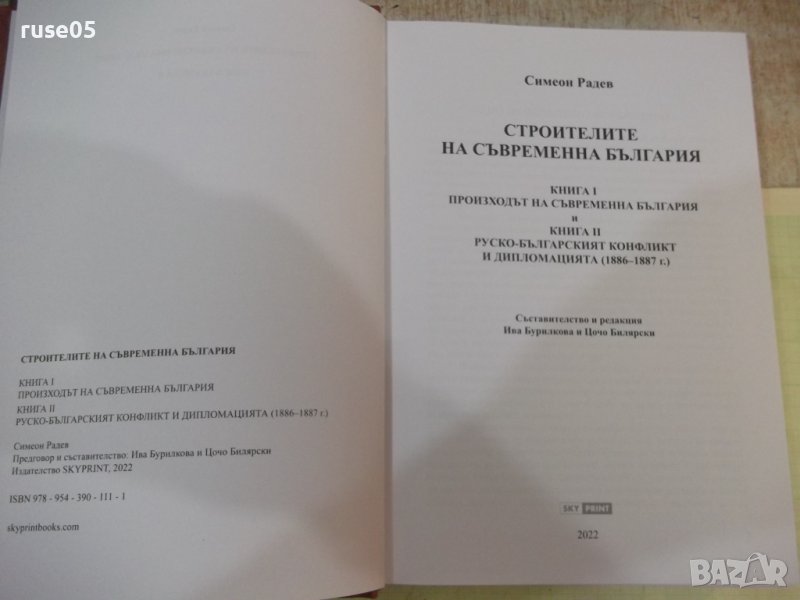 ruse05
СТРОИТЕЛИТЕ НА СЪВРЕМЕННА БЪЛГАРИЯ
КНИГА I
ПРОИЗХОДЪТ НА СЪВРЕМЕННА БЪЛГАРИЯ
КНИГА II
РУСКО-БЪЛГАРСКИЯТ КОНФЛИКТ И ДИПЛОМАЦИЯТА (1886–1887 г.)
Симеон Радев
Предговор и съставителство: Ива Бурилкова и Цочо Билярски
Издателство SKYPRINT, 2022
ISBN 978 - 954 - 390 - 111 - 1
skyprintbooks.com
Симеон Радев
СТРОИТЕЛИТЕ
НА СЪВРЕМЕННА БЪЛГАРИЯ
КНИГА I
ПРОИЗХОДЪТ НА СЪВРЕМЕННА БЪЛГАРИЯ
и
КНИГА II
РУСКО-БЪЛГАРСКИЯТ КОНФЛИКТ
И ДИПЛОМАЦИЯТА (1886–1887 г.)
Съставителство и редакция
Ива Бурилкова и Цочо Билярски
SKY PRINT
2022
BAZAR